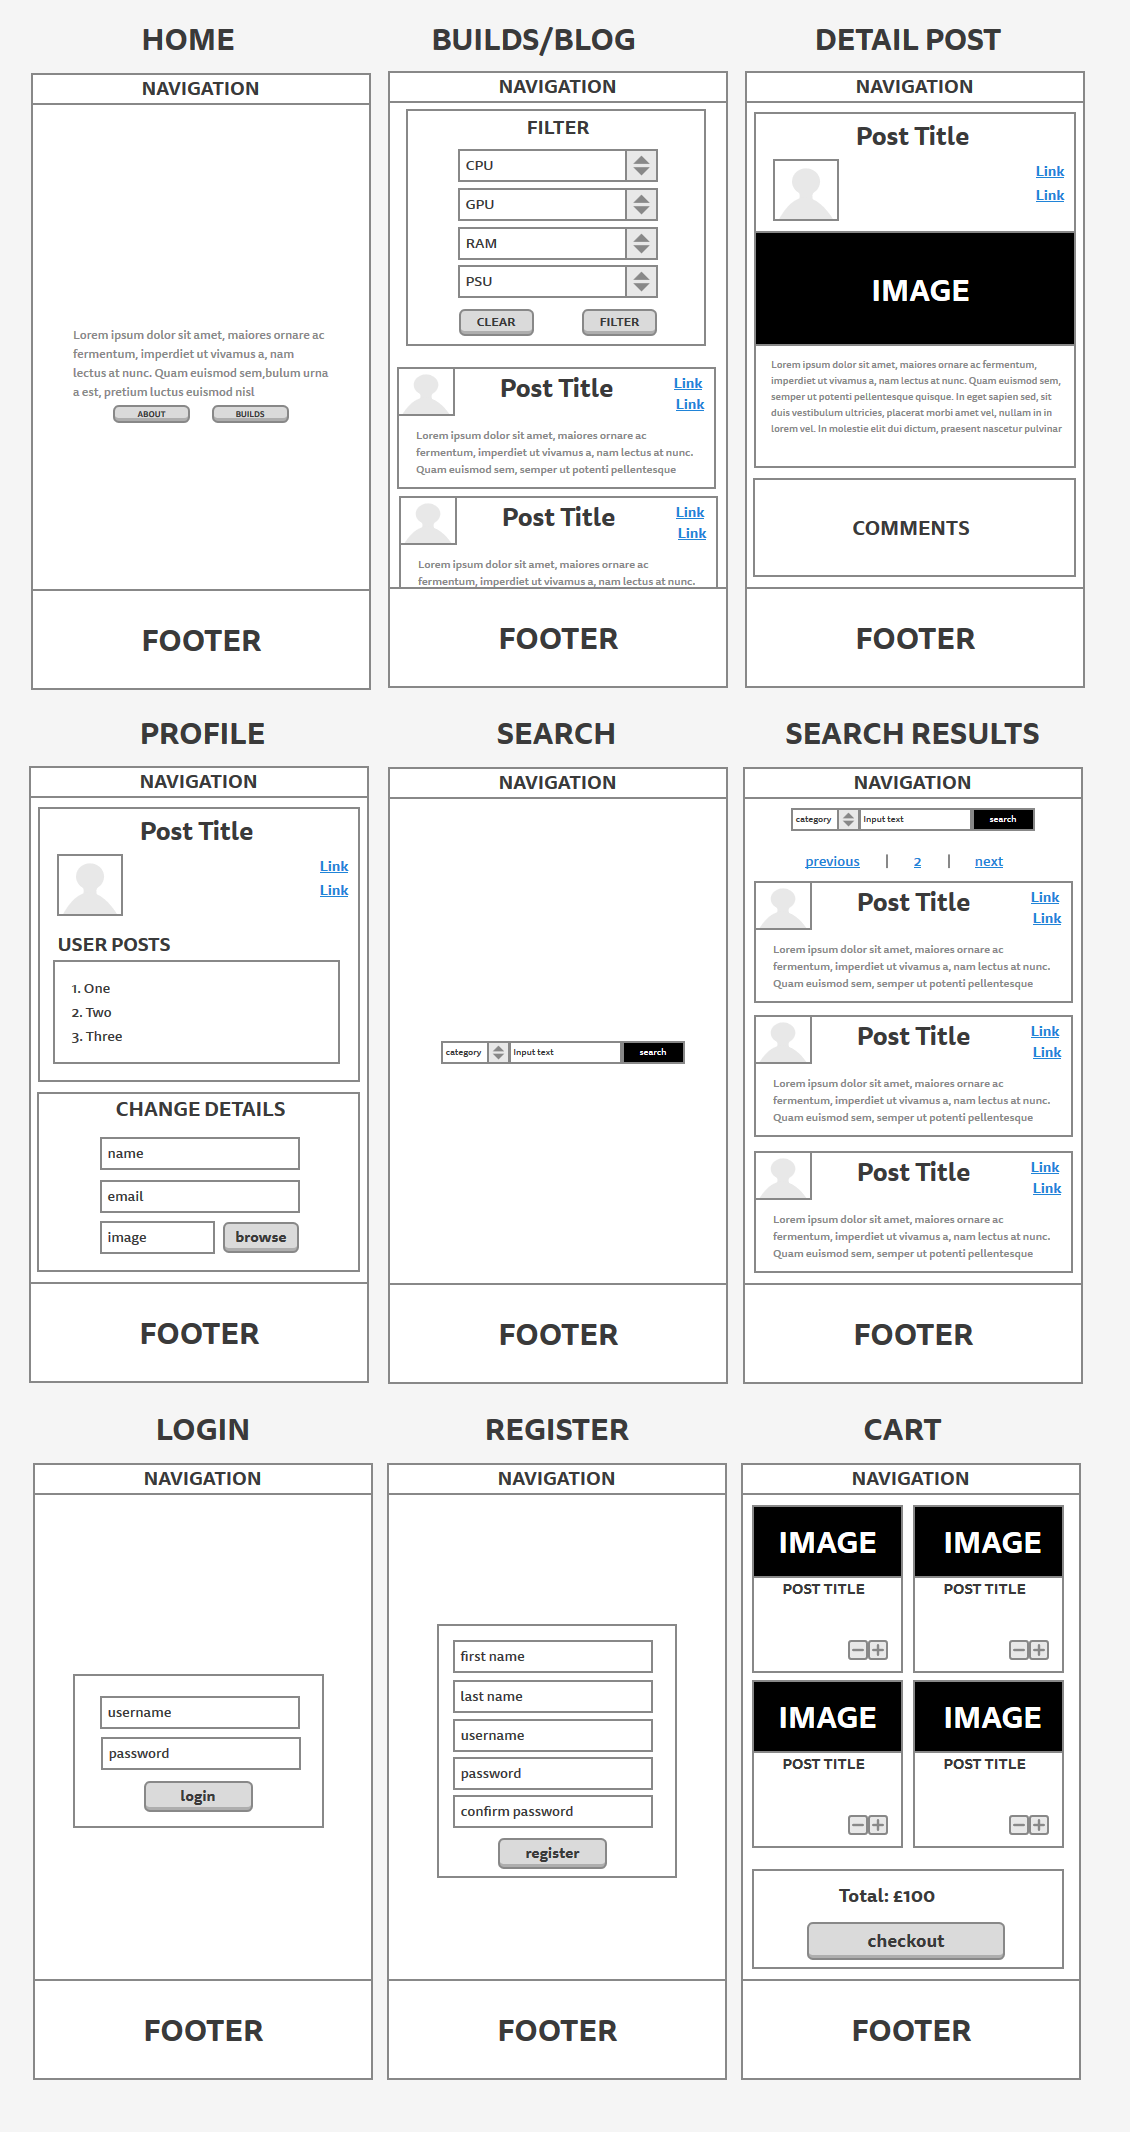 HOME
NAVIGATION
Lorem ipsum dolor sit amet, maiores ornare ac
fermentum, imperdiet ut vivamus a, nam
lectus at nunc. Quam euismod sem,bulum urna
a est, pretium luctus euismod nisl
ABOUT BUILDS
FOOTER
BUILDS/BLOG
NAVIGATION
FILTER
CPU
GPU
RAM
PSU
CLEAR FILTER
Post Title
Link
Link
Lorem ipsum dolor sit amet, maiores ornare ac
fermentum, imperdiet ut vivamus a, nam lectus at nunc.
Quam euismod sem, semper ut potenti pellentesque
Post Title
Link
Link
Lorem ipsum dolor sit amet, maiores ornare ac
fermentum, imperdiet ut vivamus a, nam lectus at nunc.
FOOTER
DETAIL POST
NAVIGATION
Post Title
Link
Link
IMAGE
Lorem ipsum dolor sit amet, maiores ornare ac fermentum,
imperdiet ut vivamus a, nam lectus at nunc. Quam euismod sem,
semper ut potenti pellentesque quisque. In eget sapien sed, sit
duis vestibulum ultricies, placerat morbi amet vel, nullam in in
lorem vel. In molestie elit dui dictum, praesent nascetur pulvinar
COMMENTS
FOOTER
PROFILE
NAVIGATION
Post Title
Link
Link
USER POSTS
1. One
2. Two
3. Three
CHANGE DETAILS
name
email
image browse
FOOTER
SEARCH
NAVIGATION
category Input text search
FOOTER
SEARCH RESULTS
NAVIGATION
category Input text search
previous | 2 | next
Post Title
Link
Link
Lorem ipsum dolor sit amet, maiores ornare ac
fermentum, imperdiet ut vivamus a, nam lectus at nunc.
Quam euismod sem, semper ut potenti pellentesque
Post Title
Link
Link
Lorem ipsum dolor sit amet, maiores ornare ac
fermentum, imperdiet ut vivamus a, nam lectus at nunc.
Quam euismod sem, semper ut potenti pellentesque
Post Title
Link
Link
Lorem ipsum dolor sit amet, maiores ornare ac
fermentum, imperdiet ut vivamus a, nam lectus at nunc.
Quam euismod sem, semper ut potenti pellentesque
FOOTER
LOGIN
NAVIGATION
username
password
login
FOOTER
REGISTER
NAVIGATION
first name
last name
username
password
confirm password
register
FOOTER
CART
NAVIGATION
IMAGE IMAGE
POST TITLE POST TITLE
IMAGE IMAGE
POST TITLE POST TITLE
Total: £100
checkout
FOOTER